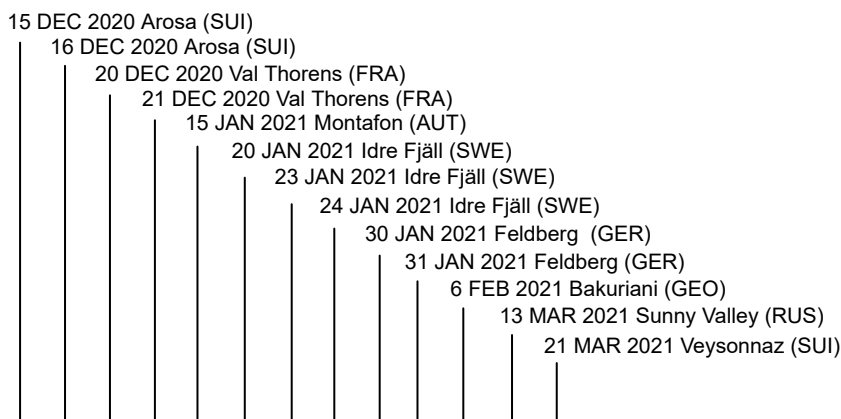 15 DEC 2020 Arosa (SUI)
16 DEC 2020 Arosa (SUI)
20 DEC 2020 Val Thorens (FRA)
21 DEC 2020 Val Thorens (FRA)
15 JAN 2021 Montafon (AUT)
20 JAN 2021 Idre Fjäll (SWE)
23 JAN 2021 Idre Fjäll (SWE)
24 JAN 2021 Idre Fjäll (SWE)
30 JAN 2021 Feldberg  (GER)
31 JAN 2021 Feldberg (GER)
6 FEB 2021 Bakuriani (GEO)
13 MAR 2021 Sunny Valley (RUS)
21 MAR 2021 Veysonnaz (SUI)